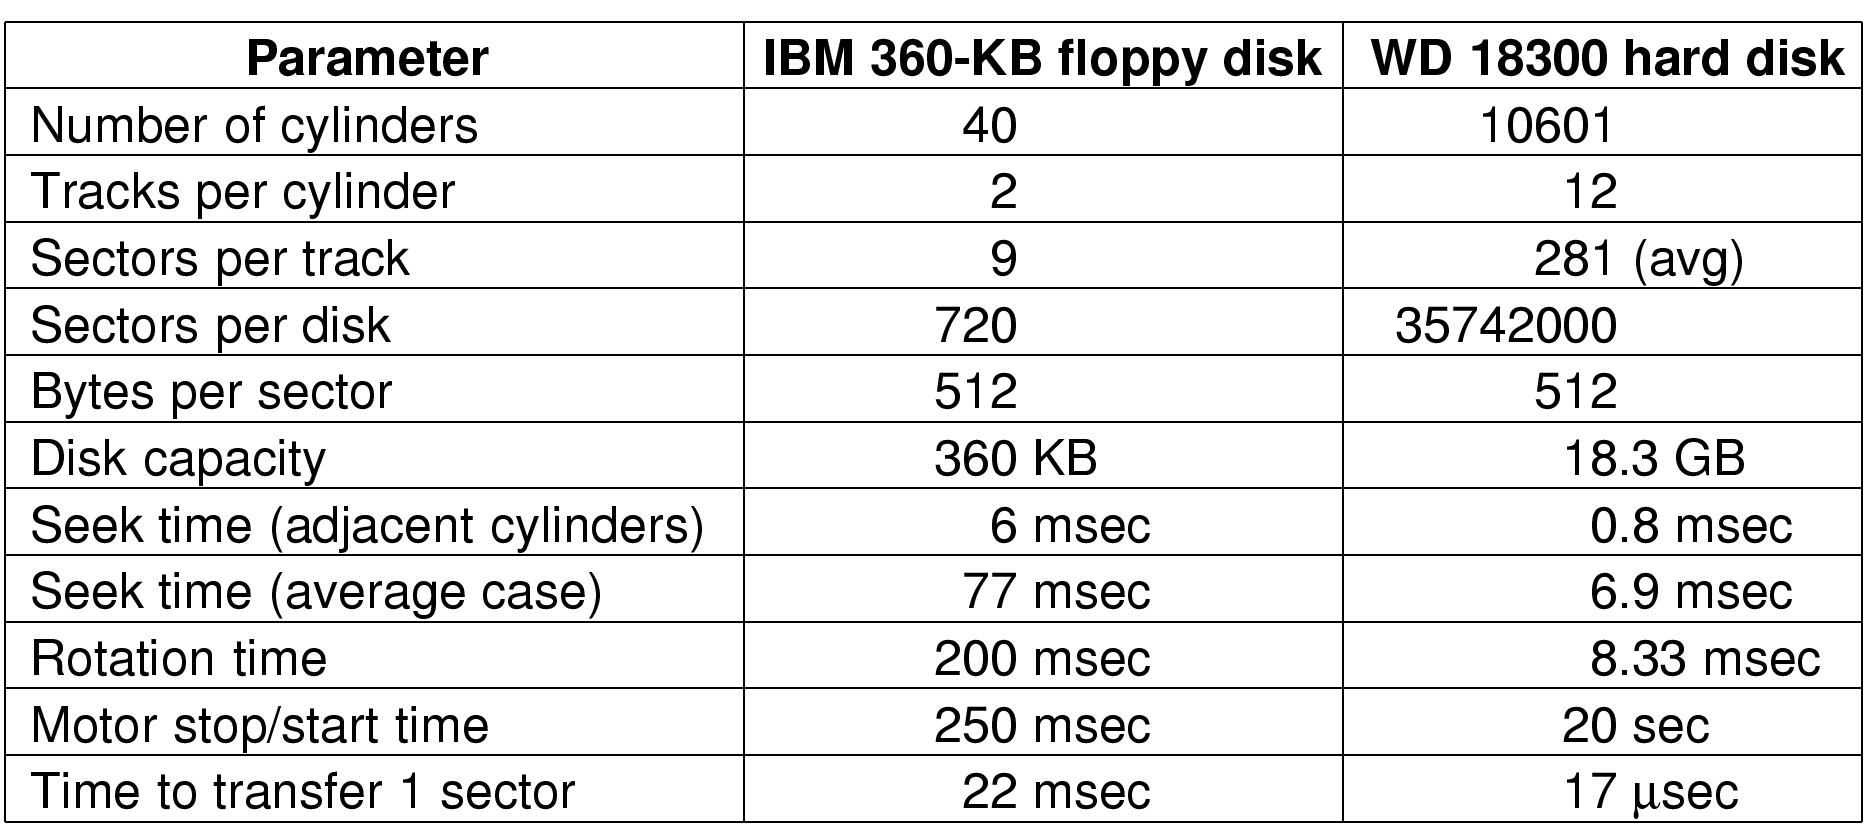 Parameter IBM 360-KB floppy disk WD 18300 hard disk
Number of cylinders 40 10601
Tracks per cylinder 2 12
Sectors per track 9 281 (avg)
Sectors per disk 720 35742000
Bytes per sector 512 512
Disk capacity 360 KB 18.3 GB
Seek time (adjacent cylinders) 6 msec 0.8 msec
Seek time (average case) 77 msec 6.9 msec
Rotation time 200 msec 8.33 msec
Motor stop/start time 250 msec 20 sec
Time to transfer 1 sector 22 msec 17 μsec